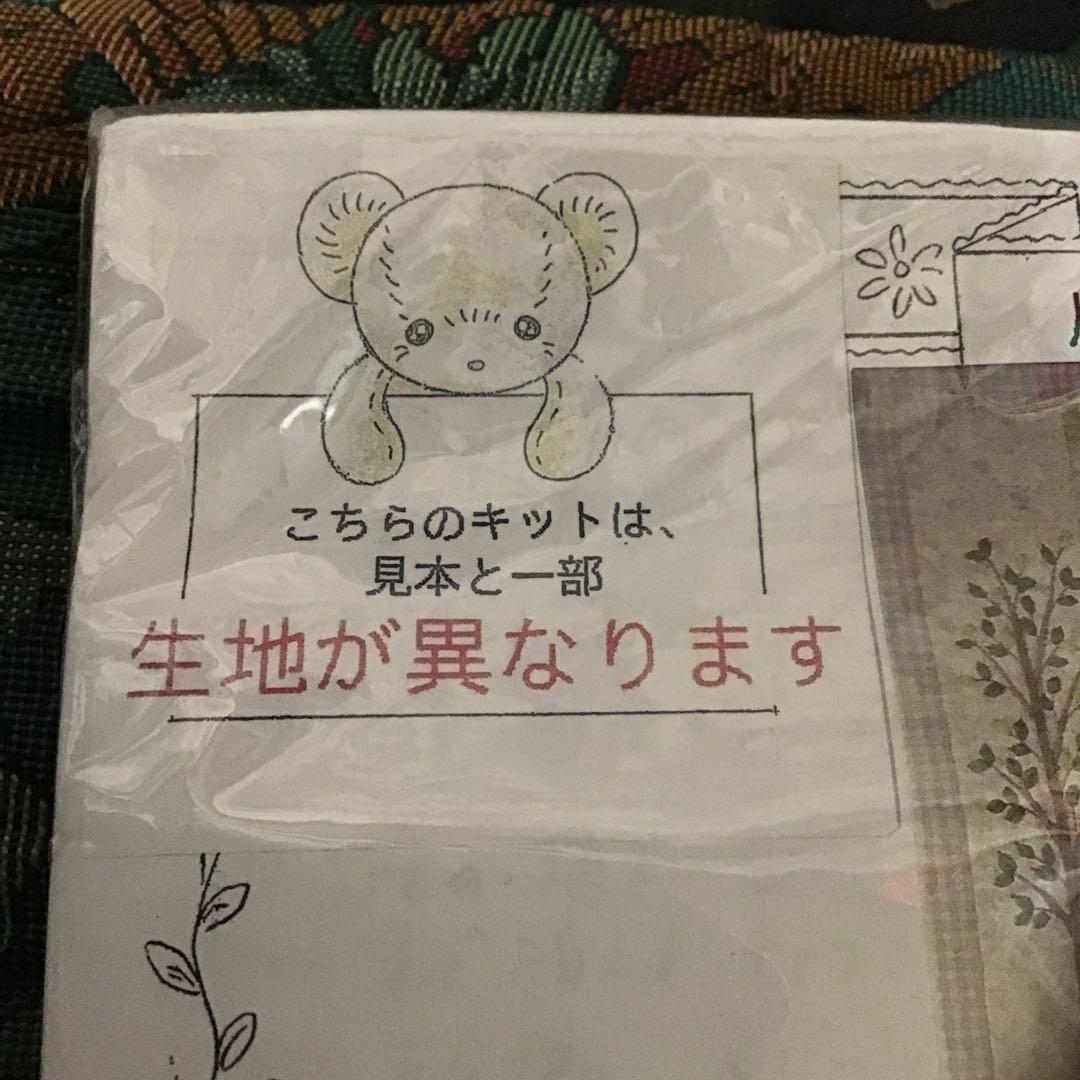 こちらのキットは、
見本と一部
生地が異なります